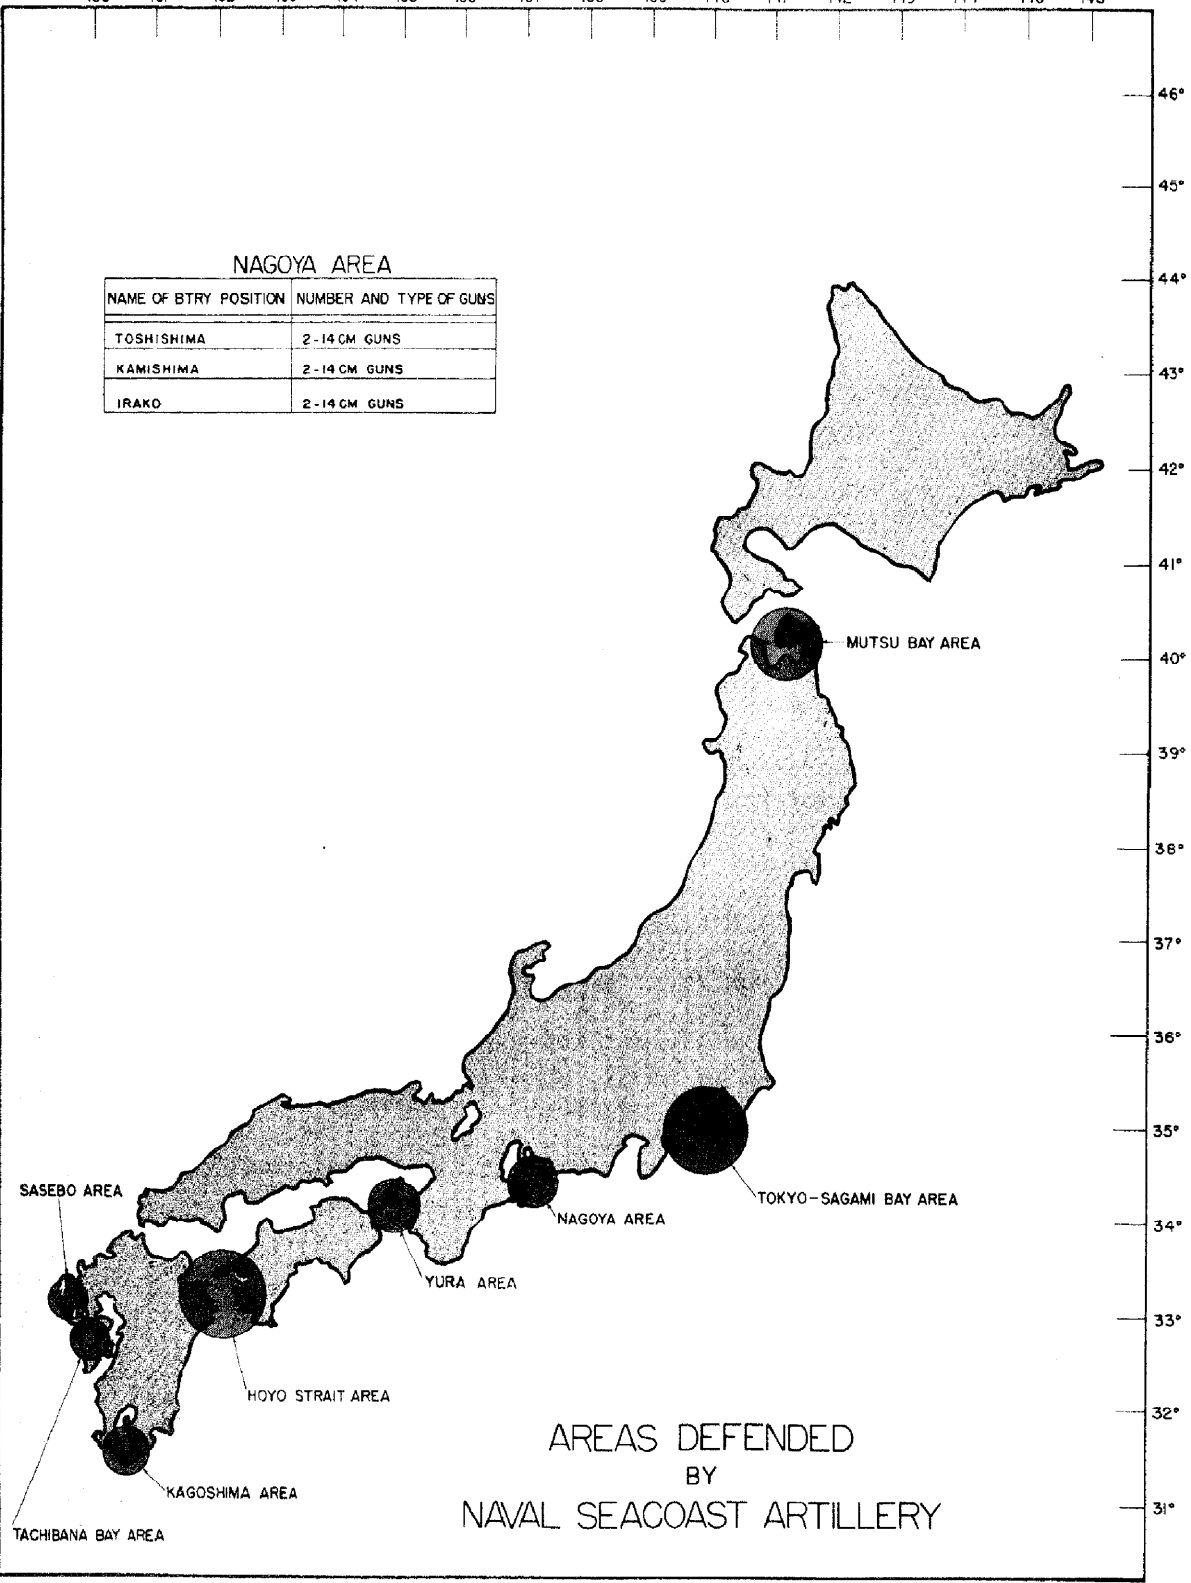 46°
45°
NAGOYA AREA
NAME OF BTRY POSITION NUMBER AND TYPE OF GUNS
TOSHISHIMA 2-14 CM GUNS
KAMISHIMA 2-14 CM GUNS
IRAKO 2-14 CM GUNS
44°
43°
42°
41°
MUTSU BAY AREA
40°
39°
38°
37°
36°
35°
SASEBO AREA
TOKYO-SAGAMI BAY AREA
NAGOYA AREA
34°
YURA AREA
33°
HOYO STRAIT AREA
32°
AREAS DEFENDED
BY
NAVAL SEACOAST ARTILLERY
KAGOSHIMA AREA
31°
TACHIBANA BAY AREA